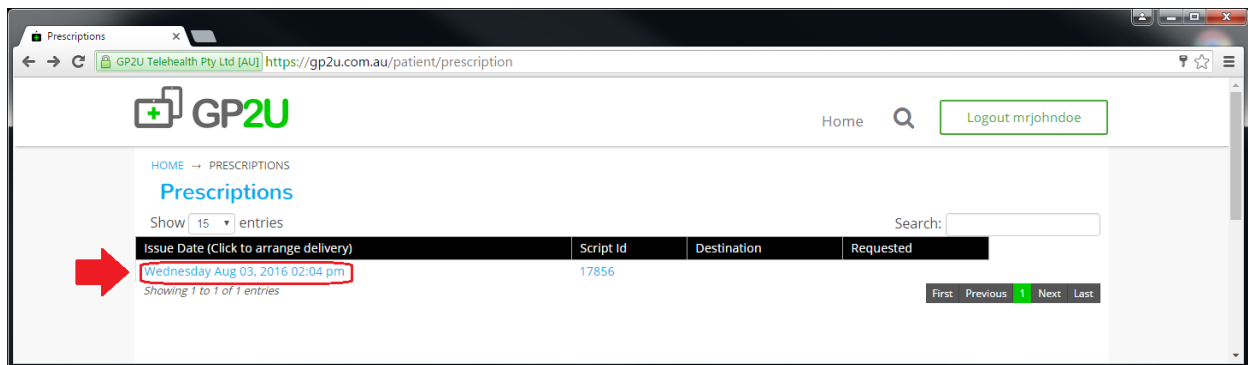 Prescriptions
GP2U Telehealth Pty Ltd [AU] https://gp2u.com.au/patient/prescription
GP2U
Home
Logout mrjohndoe
HOME → PRESCRIPTIONS
Prescriptions
Show 15 entries
Search:
Issue Date (Click to arrange delivery) Script Id Destination Requested
Wednesday Aug 03, 2016 02:04 pm 17856
Showing 1 to 1 of 1 entries
First Previous 1 Next Last